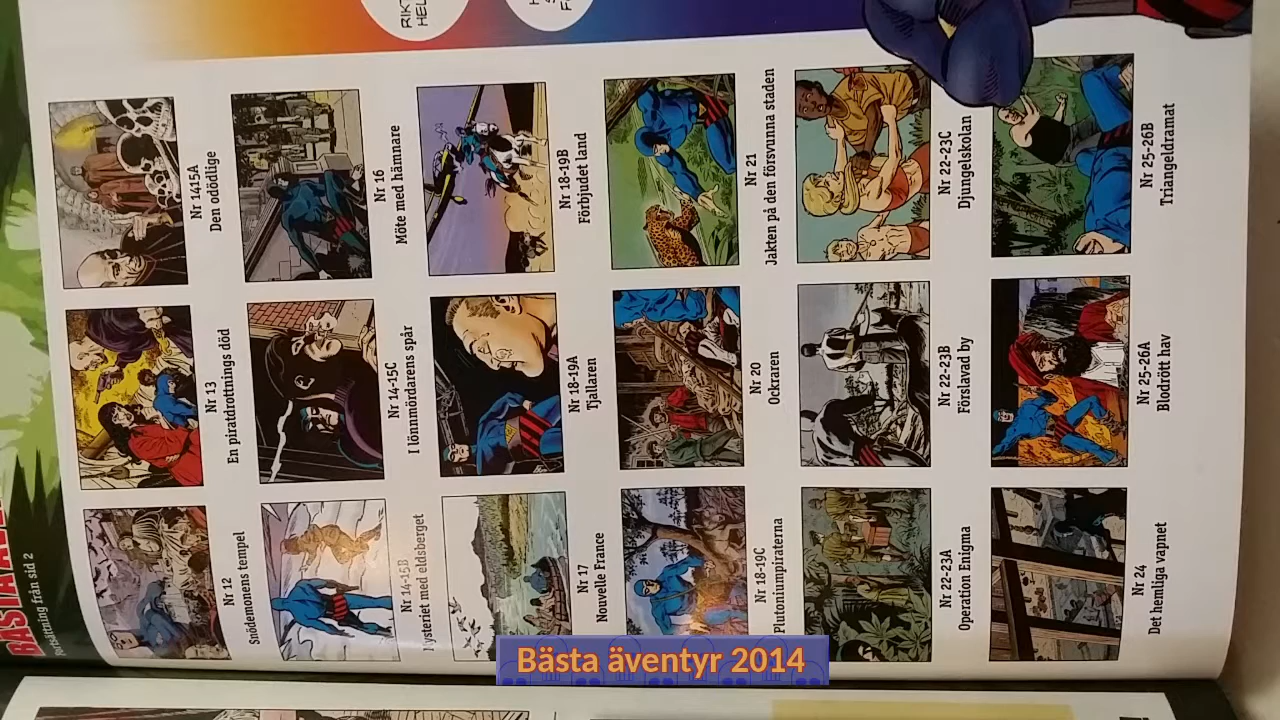 BÄSTA
Fortsättning från sid 2
Nr 12
Snödemonens tempel
Nr 13
En piratdrottnings död
Nr 1415A
Den odödlige
Nr 14-15B
Mysteriet med eldsberget
Nr 14-15C
I lönnmördarens spår
Nr 16
Möte med hämnare
Nr 17
Nouvelle France
Nr 18-19A
Tjallaren
Nr 18-19B
Förbjudet land
Nr 18-19C
Plutoniumpiraterna
Nr 20
Ockraren
Nr 21
Jakten på den försvunna staden
Nr 22-23A
Operation Enigma
Nr 22-23B
Förslavad by
Nr 22-23C
Djungelskolan
Nr 24
Det hemliga vapnet
Nr 25-26A
Blodrött hav
Nr 25-26B
Triangeldramat
Bästa äventyr 2014